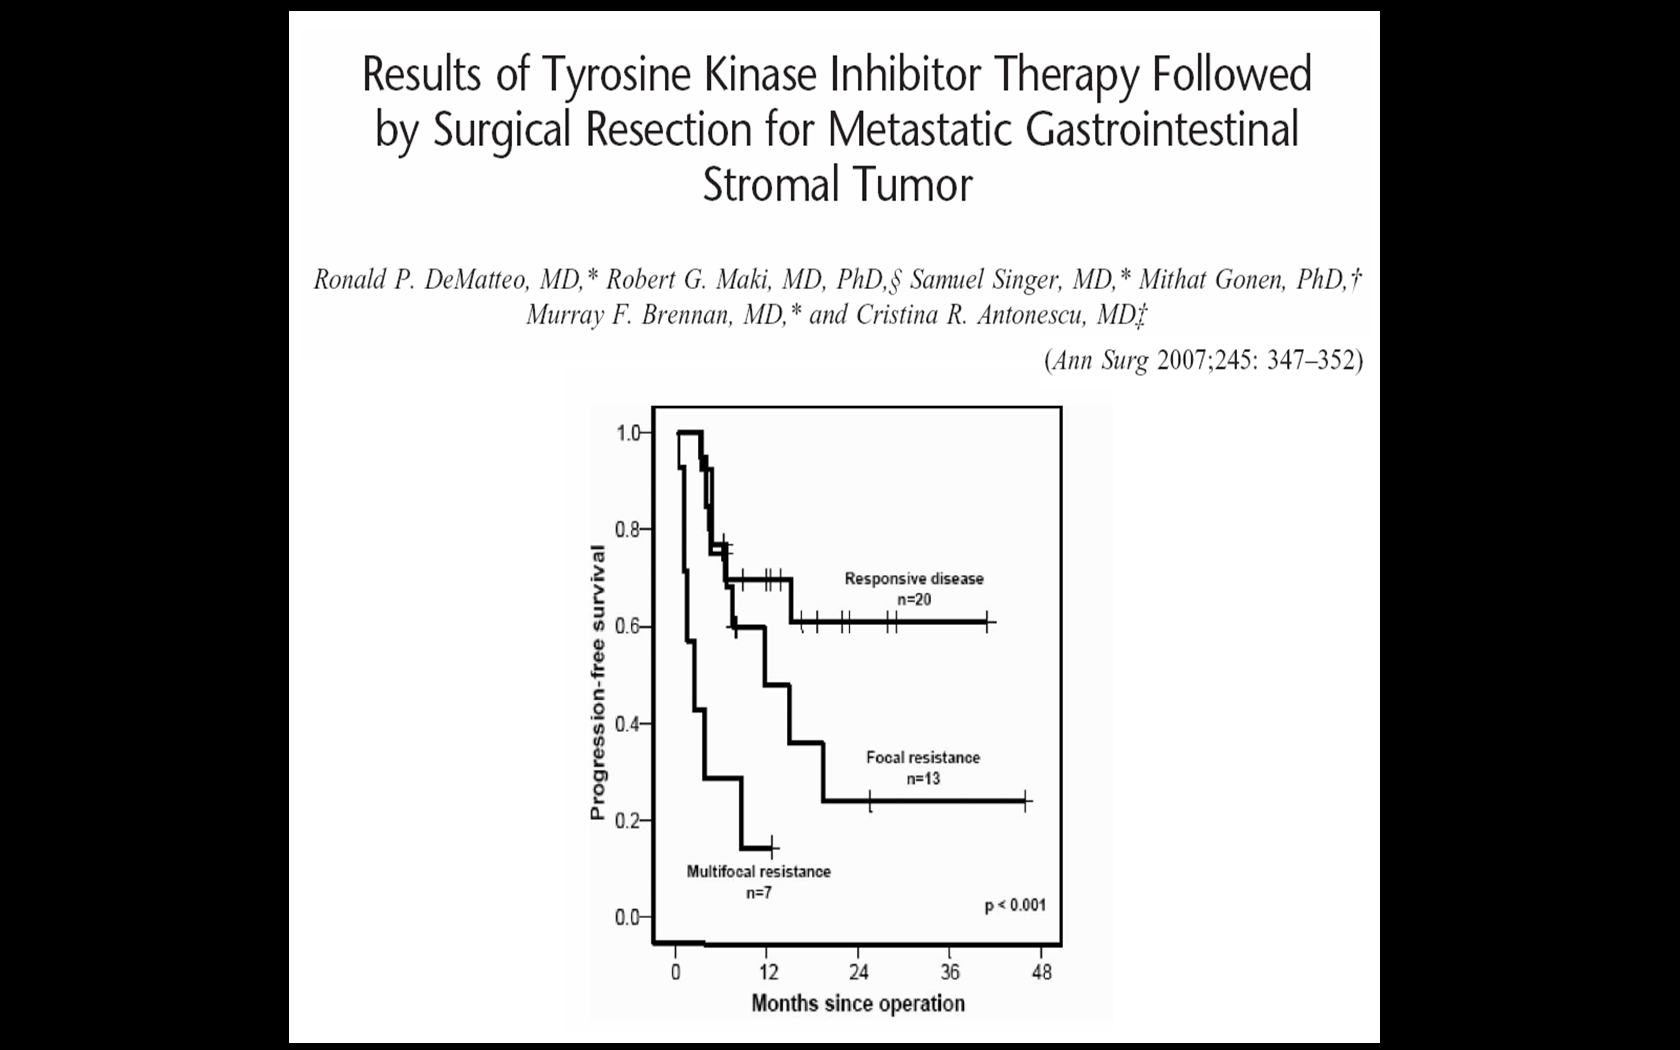 Results of Tyrosine Kinase Inhibitor Therapy Followed
by Surgical Resection for Metastatic Gastrointestinal
Stromal Tumor
Ronald P. DeMatteo, MD,* Robert G. Maki, MD, PhD,§ Samuel Singer, MD,* Mithat Gonen, PhD,†
Murray F. Brennan, MD,* and Cristina R. Antonescu, MD‡
(Ann Surg 2007;245: 347–352)
Progression-free survival
1.0
0.8
0.6
0.4
0.2
0.0
Responsive disease
n=20
Focal resistance
n=13
Multifocal resistance
n=7
p < 0.001
0 12 24 36 48
Months since operation